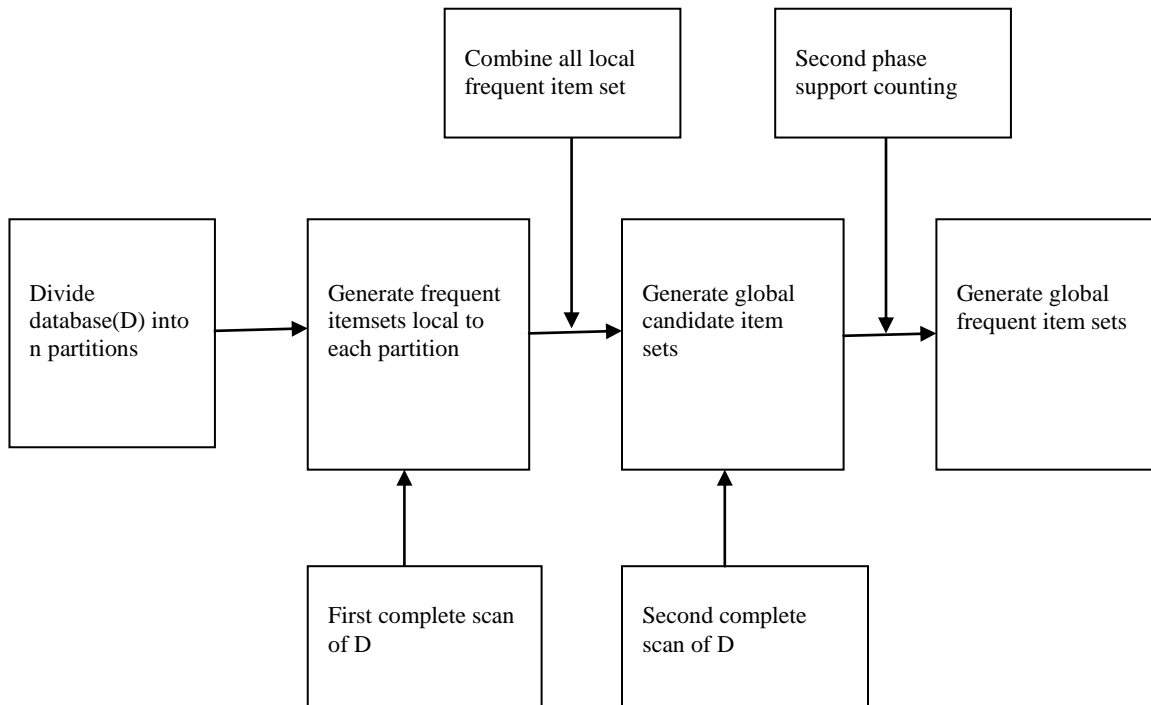 Combine all local
frequent item set
Second phase
support counting
Divide
database(D) into
n partitions
Generate frequent
itemsets local to
each partition
Generate global
candidate item
sets
Generate global
frequent item sets
First complete scan
of D
Second complete
scan of D